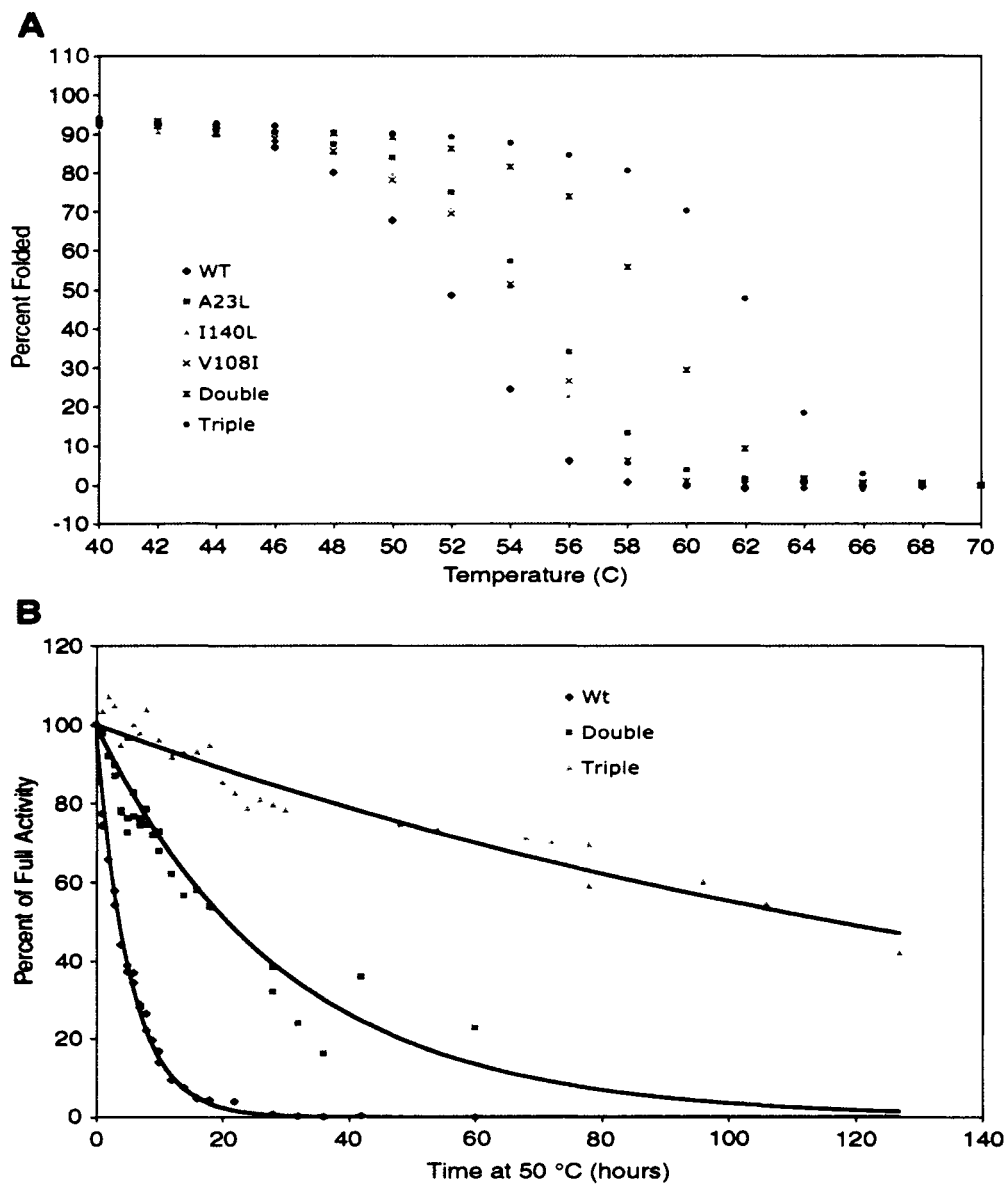 A
110
100
90
80
70
60
50
40
30
20
10
0
-10
Percent Folded
WT
A23L
I140L
V108I
Double
Triple
40 42 44 46 48 50 52 54 56 58 60 62 64 66 68 70
Temperature (C)
B
120
100
80
60
40
20
0
Percent of Full Activity
Wt
Double
Triple
0 20 40 60 80 100 120 140
Time at 50 °C (hours)